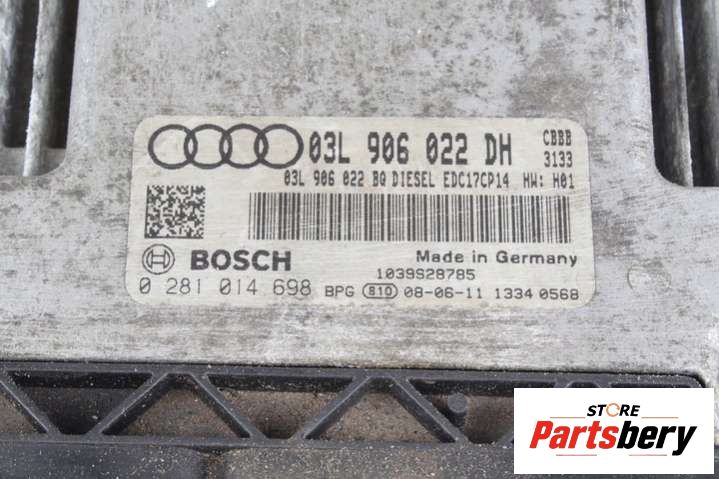 03L 906 022 DH CBBB
3133
03L 906 022 BQ DIESEL EDC17CP14 HW: H01
BOSCH Made in Germany
1039S28785
0 281 014 698 BPG 810 08-06-11 1334 0568
STORE
Partsbery